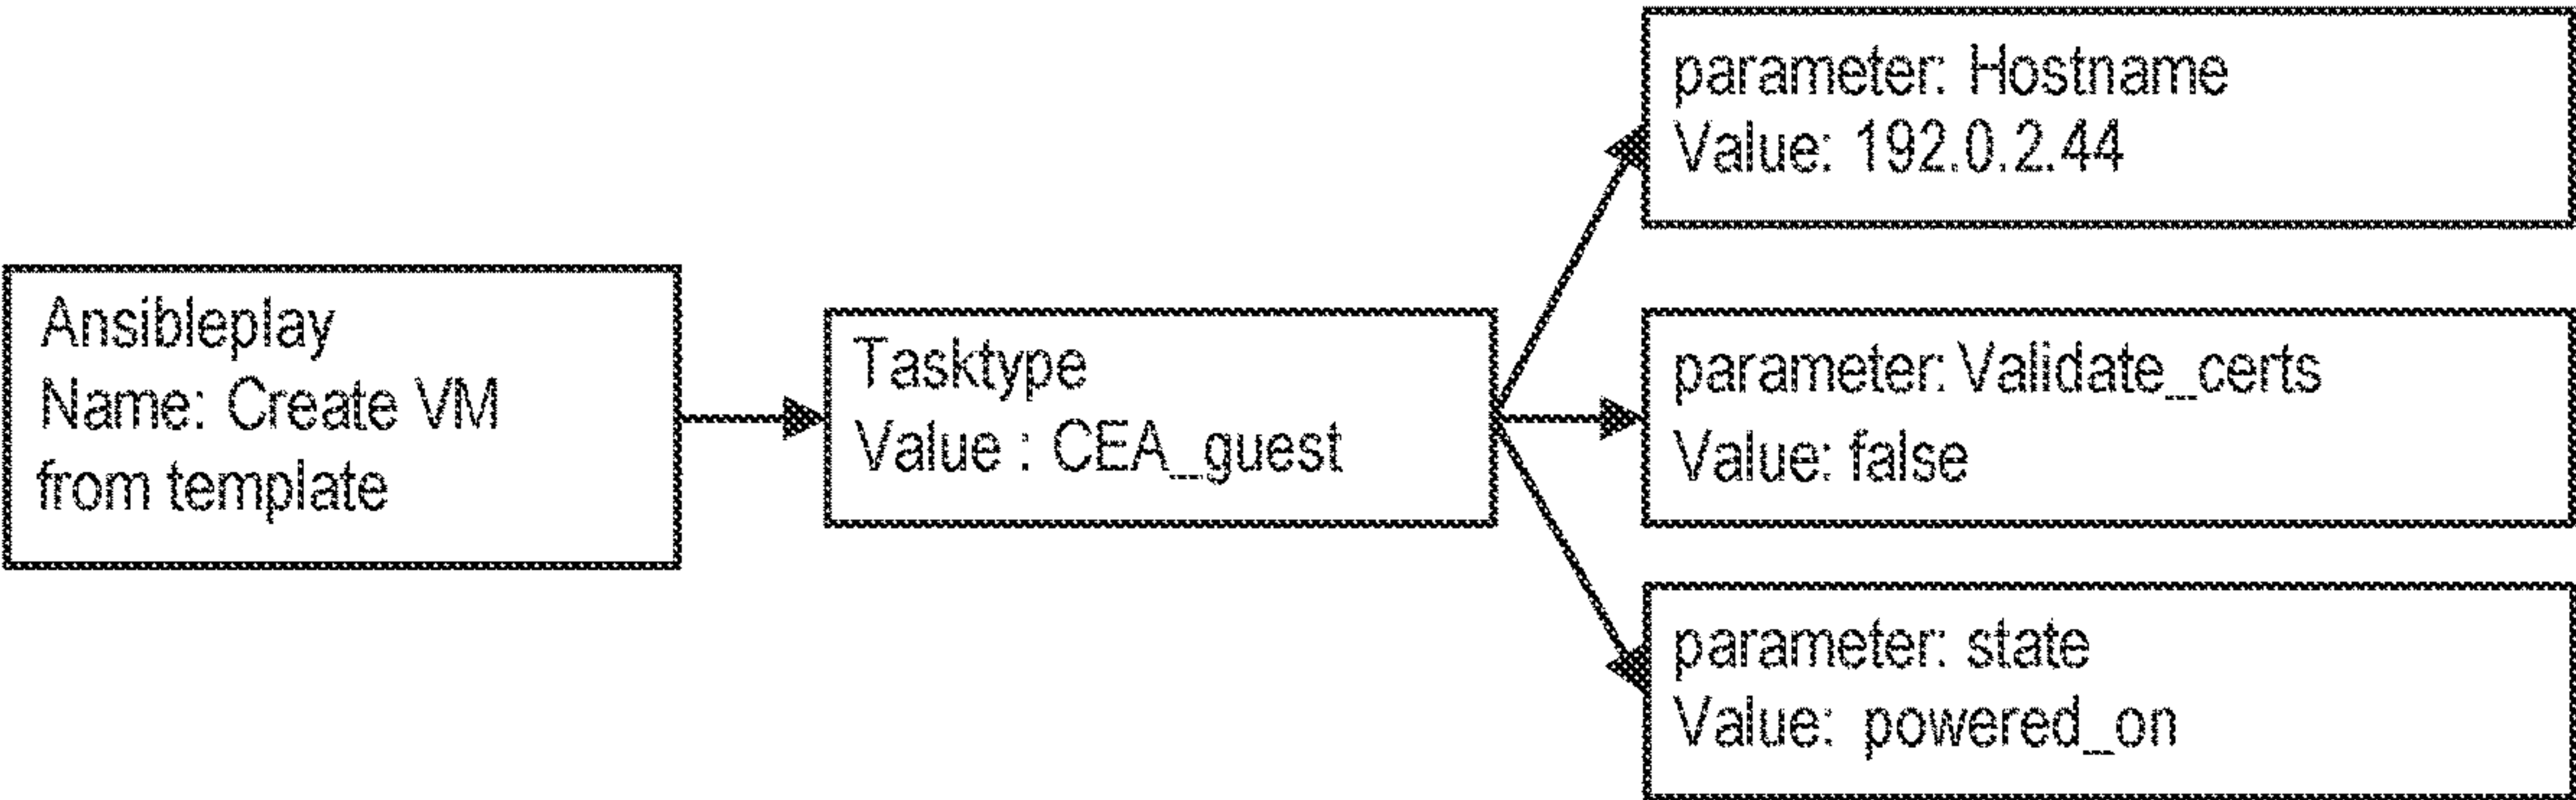 Ansibleplay
Name: Create VM
from template
Tasktype
Value : CEA_guest
parameter: Hostname
Value: 192.0.2.44
parameter: Validate_certs
Value: false
parameter: state
Value: powered_on